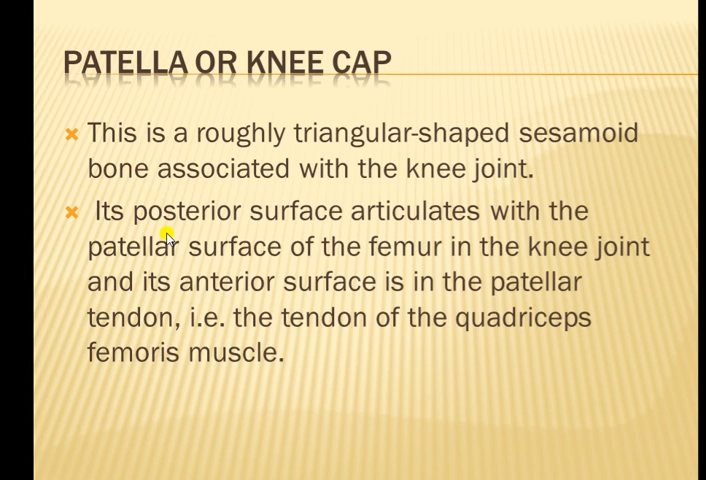 PATELLA OR KNEE CAP
This is a roughly triangular-shaped sesamoid
bone associated with the knee joint.
Its posterior surface articulates with the
patellar surface of the femur in the knee joint
and its anterior surface is in the patellar
tendon, i.e. the tendon of the quadriceps
femoris muscle.